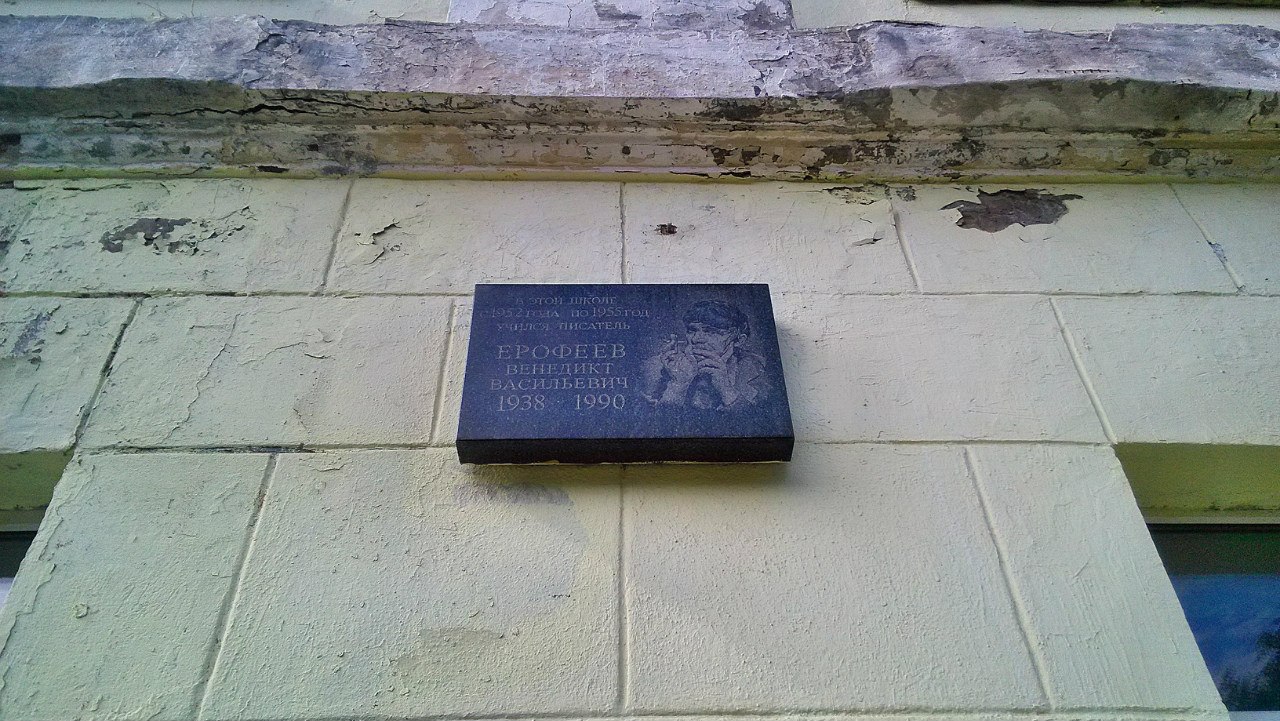 В ЭТОЙ ШКОЛЕ
С 1952 ГОДА ПО 1955 ГОД
УЧИЛСЯ ПИСАТЕЛЬ
ЕРОФЕЕВ
ВЕНЕДИКТ
ВАСИЛЬЕВИЧ
1938 - 1990